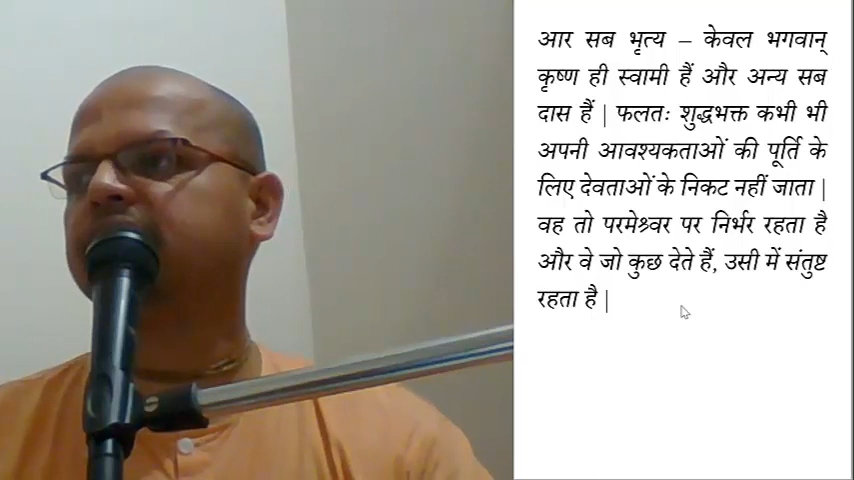 आर सब भृत्य – केवल भगवान्
कृष्ण ही स्वामी हैं और अन्य सब
दास हैं | फलतः शुद्धभक्त कभी भी
अपनी आवश्यकताओं की पूर्ति के
लिए देवताओं के निकट नहीं जाता |
वह तो परमेश्र्वर पर निर्भर रहता है
और वे जो कुछ देते हैं, उसी में संतुष्ट
रहता है |